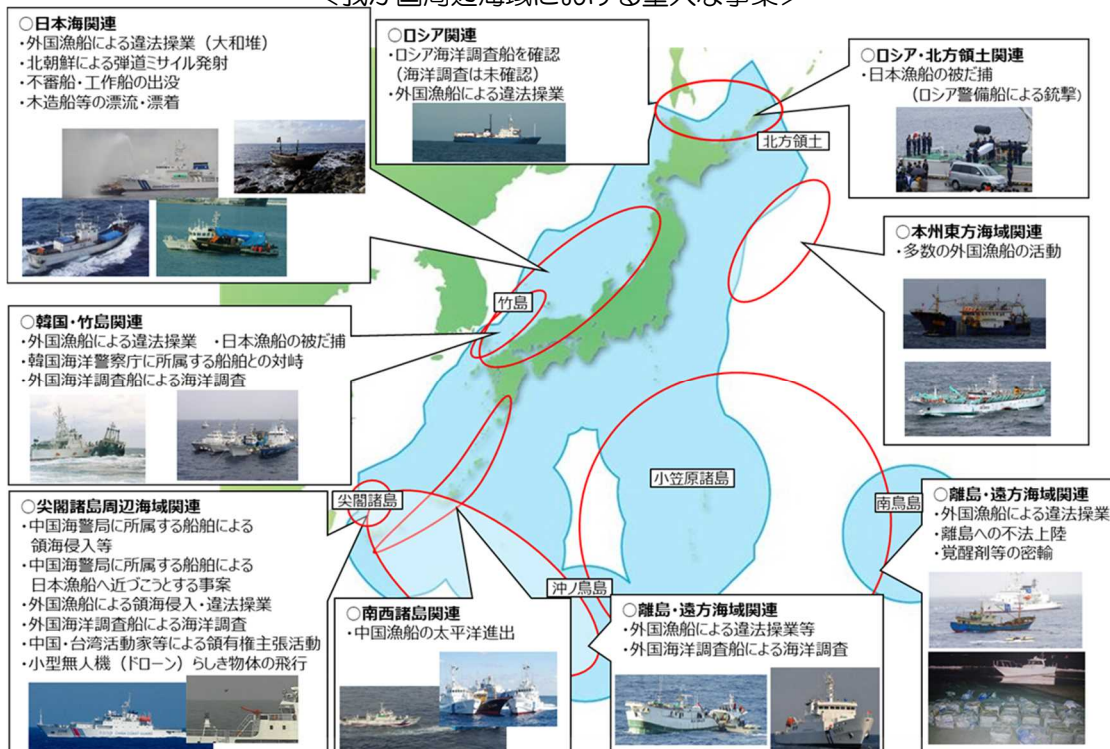 <我が国周辺海域における重大な事案>
○日本海関連
・外国漁船による違法操業（大和堆）
・北朝鮮による弾道ミサイル発射
・不審船・工作船の出没
・木造船等の漂流・漂着
○ロシア関連
・ロシア海洋調査船を確認
（海洋調査は未確認）
・外国漁船による違法操業
○ロシア・北方領土関連
・日本漁船の被だ捕
（ロシア警備船による銃撃）
北方領土
○本州東方海域関連
・多数の外国漁船の活動
竹島
○韓国・竹島関連
・外国漁船による違法操業　・日本漁船の被だ捕
・韓国海洋警察庁に所属する船舶との対峙
・外国海洋調査船による海洋調査
小笠原諸島
尖閣諸島
南鳥島
○尖閣諸島周辺海域関連
・中国海警局に所属する船舶による
領海侵入等
・中国海警局に所属する船舶による
日本漁船へ近づこうとする事案
・外国漁船による領海侵入・違法操業
・外国海洋調査船による海洋調査
・中国・台湾活動家等による領有権主張活動
・小型無人機（ドローン）らしき物体の飛行
沖ノ鳥島
○南西諸島関連
・中国漁船の太平洋進出
○離島・遠方海域関連
・外国漁船による違法操業等
・外国海洋調査船による海洋調査
○離島・遠方海域関連
・外国漁船による違法操業
・離島への不法上陸
・覚醒剤等の密輸